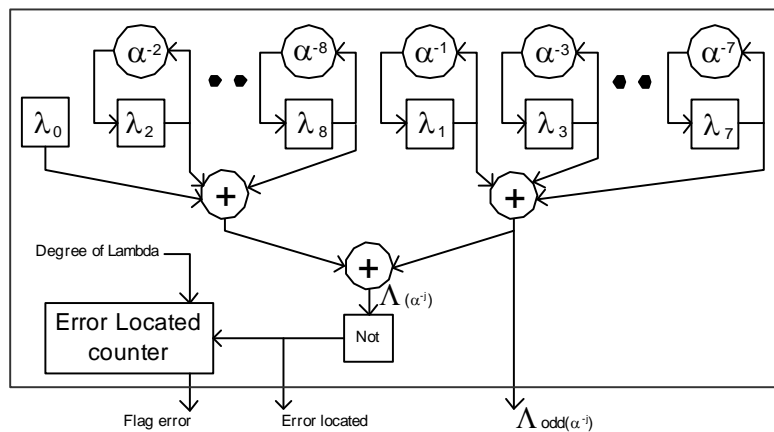 α-2
α-8
α-1
α-3
α-7
λ0
λ2
λ8
λ1
λ3
λ7
+
+
Degree of Lambda
+
Λ(α-j)
Error Located
counter
Not
Flag error
Error located
Λodd(α-j)